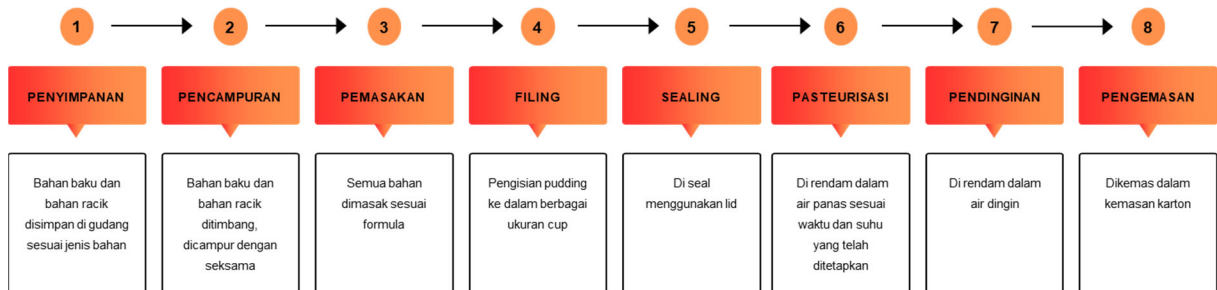 1
2
3
4
5
6
7
8
PENYIMPANAN
PENCAMPURAN
PEMASAKAN
FILING
SEALING
PASTEURISASI
PENDINGINAN
PENGEMASAN
Bahan baku dan
bahan racik
disimpan di gudang
sesuai jenis bahan
Bahan baku dan
bahan racik
ditimbang,
dicampur dengan
seksama
Semua bahan
dimasak sesuai
formula
Pengisian pudding
ke dalam berbagai
ukuran cup
Di seal
menggunakan lid
Di rendam dalam
air panas sesuai
waktu dan suhu
yang telah
ditetapkan
Di rendam dalam
air dingin
Dikemas dalam
kemasan karton